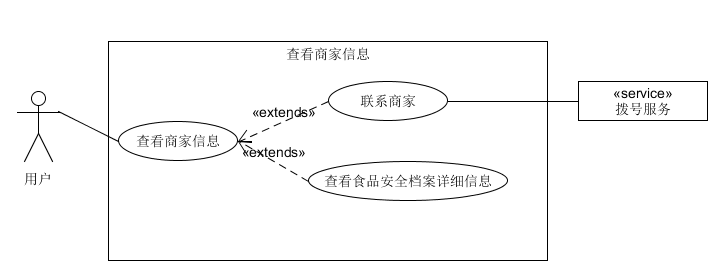 查看商家信息
联系商家
«service»
拨号服务
«extends»
查看商家信息
«extends»
查看食品安全档案详细信息
用户